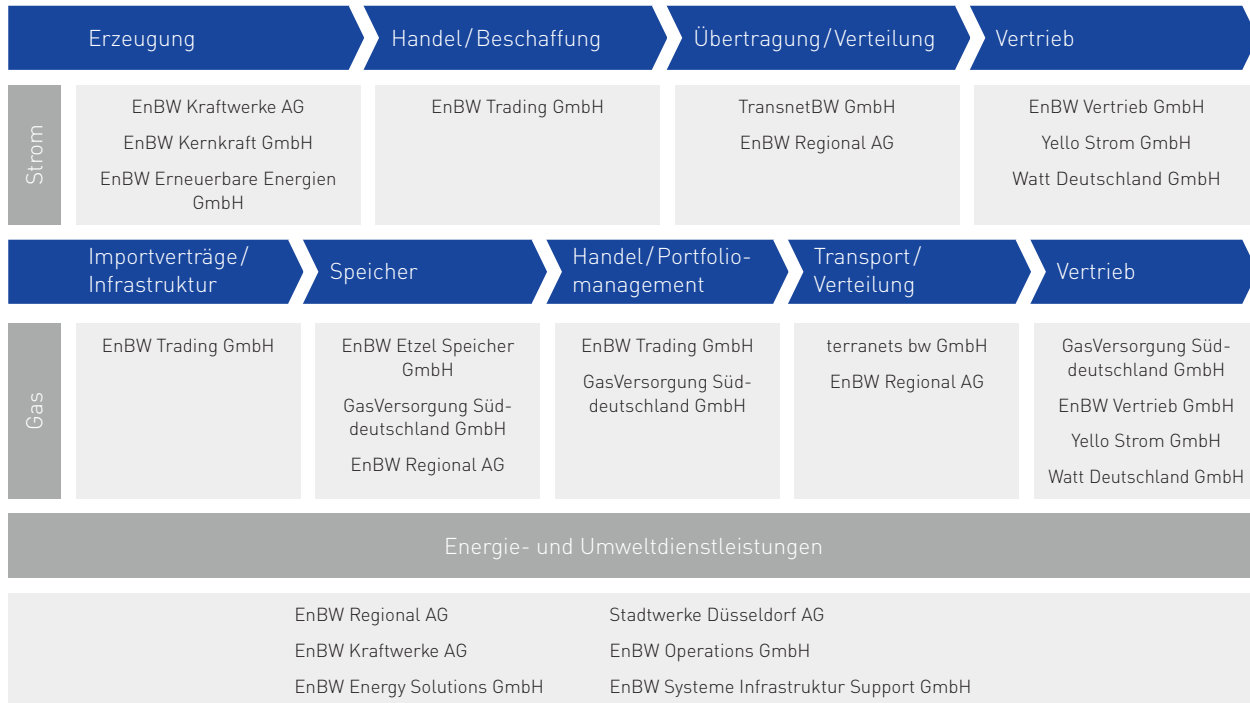 Erzeugung
Handel/Beschaffung
Übertragung/Verteilung
Vertrieb
Strom
EnBW Kraftwerke AG
EnBW Kernkraft GmbH
EnBW Erneuerbare Energien
GmbH
EnBW Trading GmbH
TransnetBW GmbH
EnBW Regional AG
EnBW Vertrieb GmbH
Yello Strom GmbH
Watt Deutschland GmbH
Importverträge/
Infrastruktur
Speicher
Handel/Portfolio-
management
Transport/
Verteilung
Vertrieb
Gas
EnBW Trading GmbH
EnBW Etzel Speicher
GmbH
GasVersorgung Süd-
deutschland GmbH
EnBW Regional AG
EnBW Trading GmbH
GasVersorgung Süd-
deutschland GmbH
terranets bw GmbH
EnBW Regional AG
GasVersorgung Süd-
deutschland GmbH
EnBW Vertrieb GmbH
Yello Strom GmbH
Watt Deutschland GmbH
Energie- und Umweltdienstleistungen
EnBW Regional AG
EnBW Kraftwerke AG
EnBW Energy Solutions GmbH
Stadtwerke Düsseldorf AG
EnBW Operations GmbH
EnBW Systeme Infrastruktur Support GmbH